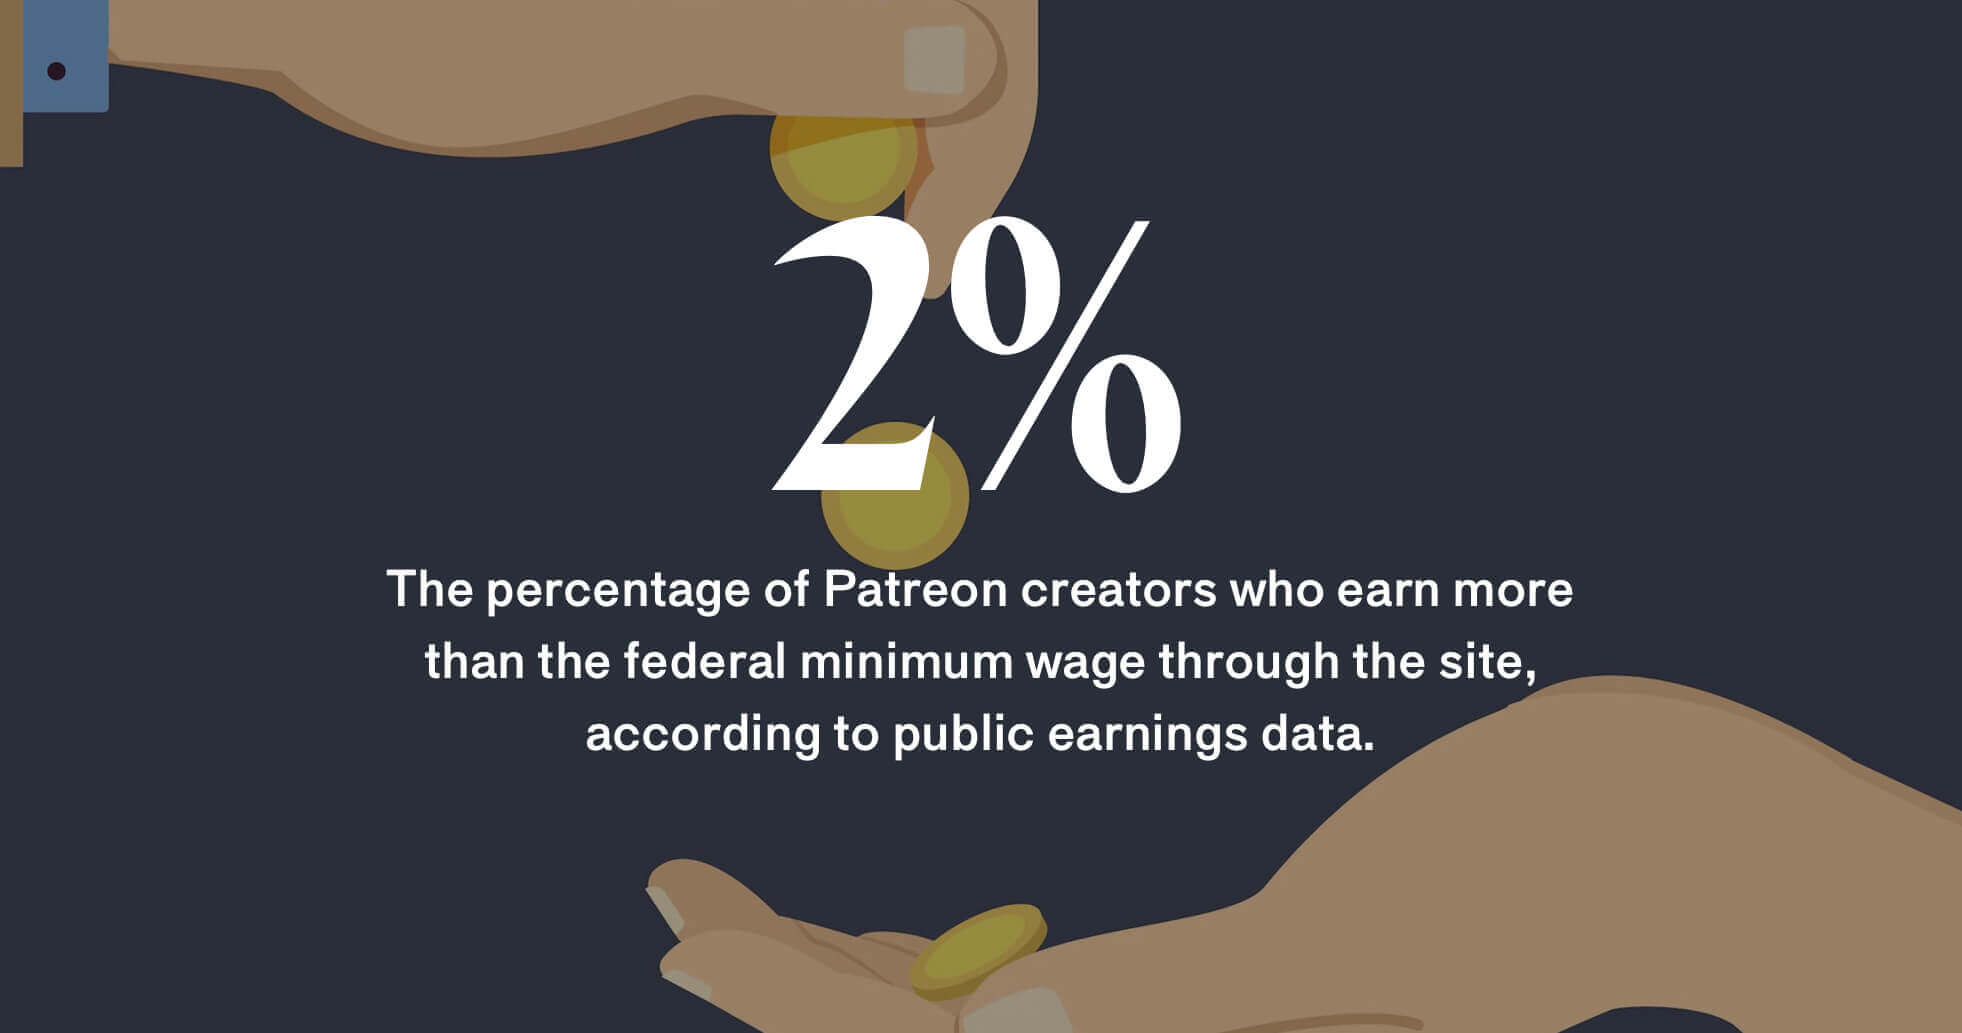 2%
The percentage of Patreon creators who earn more
than the federal minimum wage through the site,
according to public earnings data.